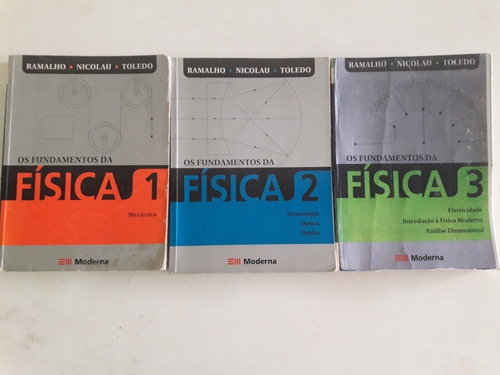 RAMALHO • NICOLAU • TOLEDO
OS FUNDAMENTOS DA
FÍSICA 1
Mecânica
Moderna
RAMALHO • NICOLAU • TOLEDO
OS FUNDAMENTOS DA
FÍSICA 2
Óptica
Ondas
Moderna
RAMALHO • NICOLAU • TOLEDO
OS FUNDAMENTOS DA
FÍSICA 3
Eletricidade
Introdução à Física Moderna
Análise Dimensional
Moderna